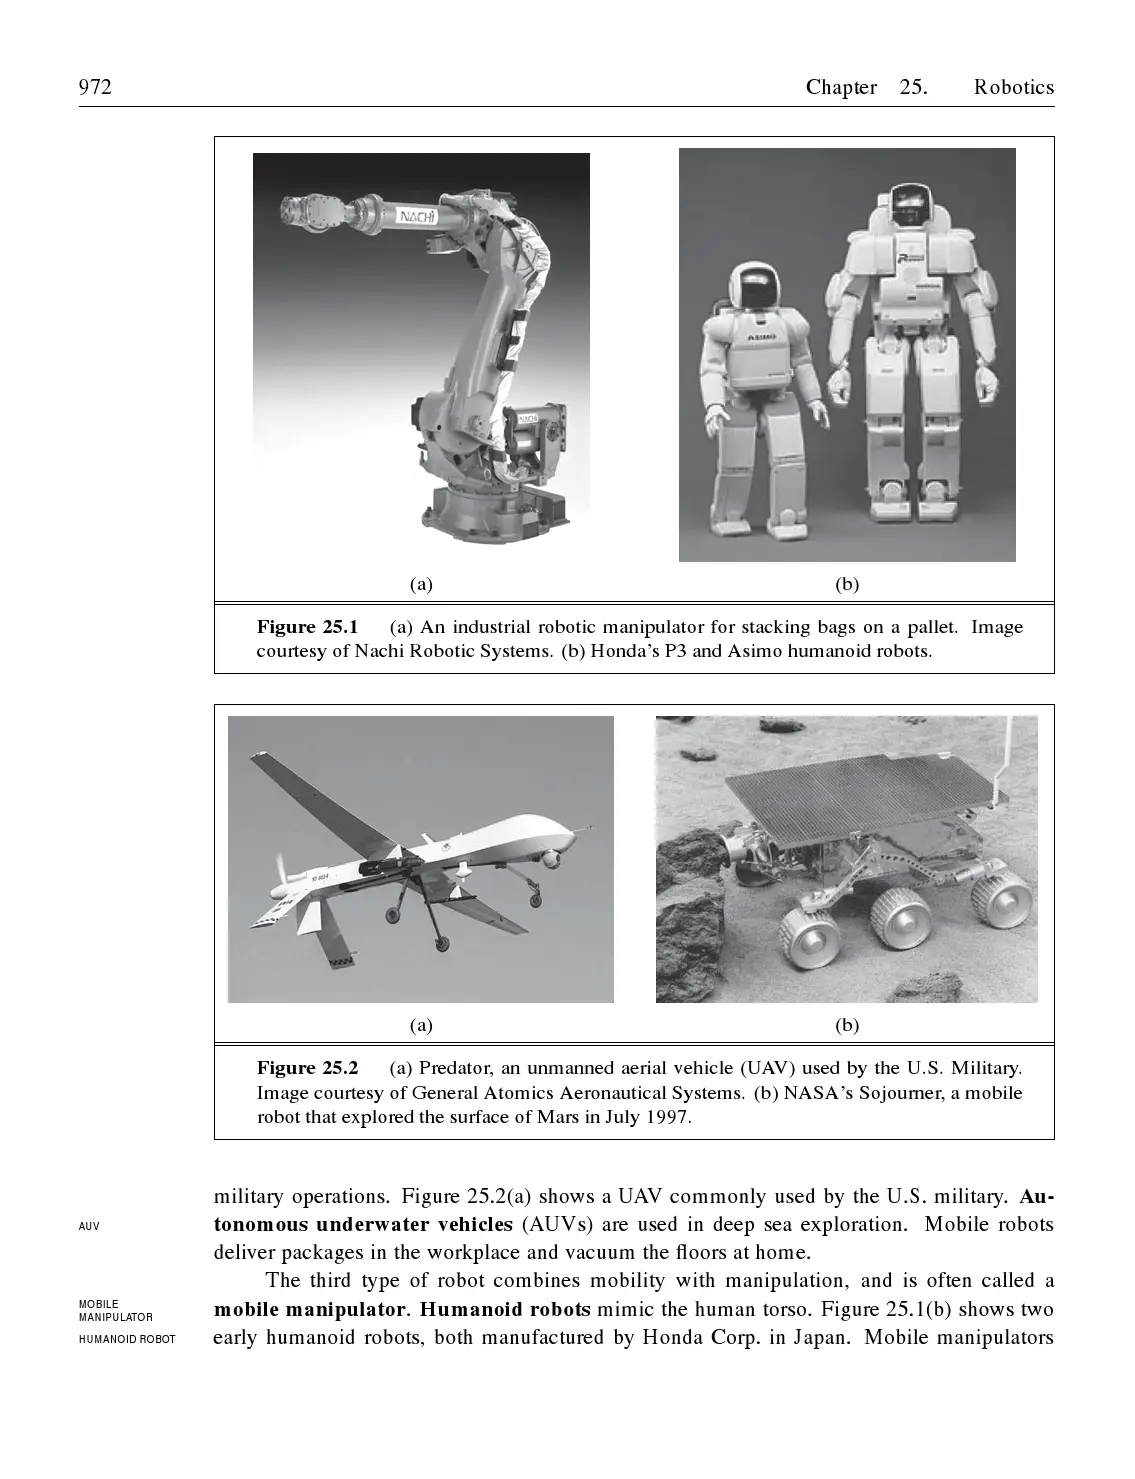 972
Chapter 25. Robotics
NACHi
NACHi
ASIMO
HONDA
(a)
(b)
Figure 25.1 (a) An industrial robotic manipulator for stacking bags on a pallet. Image
courtesy of Nachi Robotic Systems. (b) Honda's P3 and Asimo humanoid robots.
(a)
(b)
Figure 25.2 (a) Predator, an unmanned aerial vehicle (UAV) used by the U.S. Military.
Image courtesy of General Atomics Aeronautical Systems. (b) NASA's Sojourner, a mobile
robot that explored the surface of Mars in July 1997.
military operations. Figure 25.2(a) shows a UAV commonly used by the U.S. military. Au-
AUV
tonomous underwater vehicles (AUVs) are used in deep sea exploration. Mobile robots
deliver packages in the workplace and vacuum the floors at home.
The third type of robot combines mobility with manipulation, and is often called a
MOBILE
MANIPULATOR
mobile manipulator. Humanoid robots mimic the human torso. Figure 25.1(b) shows two
HUMANOID ROBOT
early humanoid robots, both manufactured by Honda Corp. in Japan. Mobile manipulators